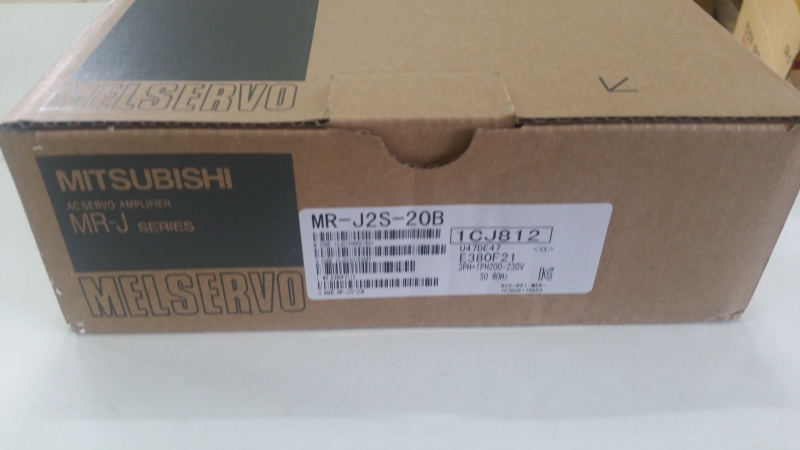 MELSERVO
MITSUBISHI
AC SERVO AMPLIFIER
MR-J SERIES
MELSERVO
MR-J2S-20B
1CJ812
U47DE47 <G>
E380F21
3PH+1PH200-230V
50 60Hz